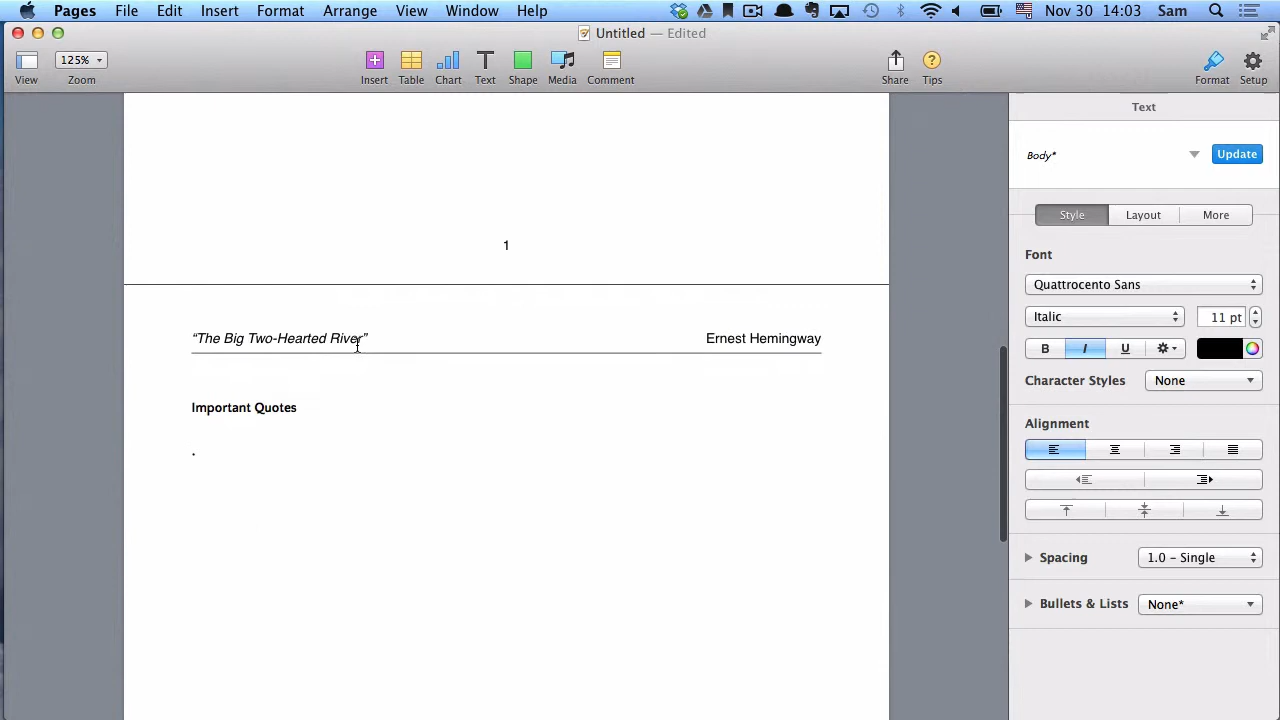 Pages File Edit Insert Format Arrange View Window Help Nov 30 14:03 Sam
Untitled — Edited
125%
View Zoom Insert Table Chart Text Shape Media Comment Share Tips Format Setup
Text
Body*
Update
Style Layout More
1
Font
Quattrocento Sans
Italic 11 pt
“The Big Two-Hearted River” Ernest Hemingway
B I U
Character Styles None
Important Quotes
Alignment
.
Spacing 1.0 – Single
Bullets & Lists None*